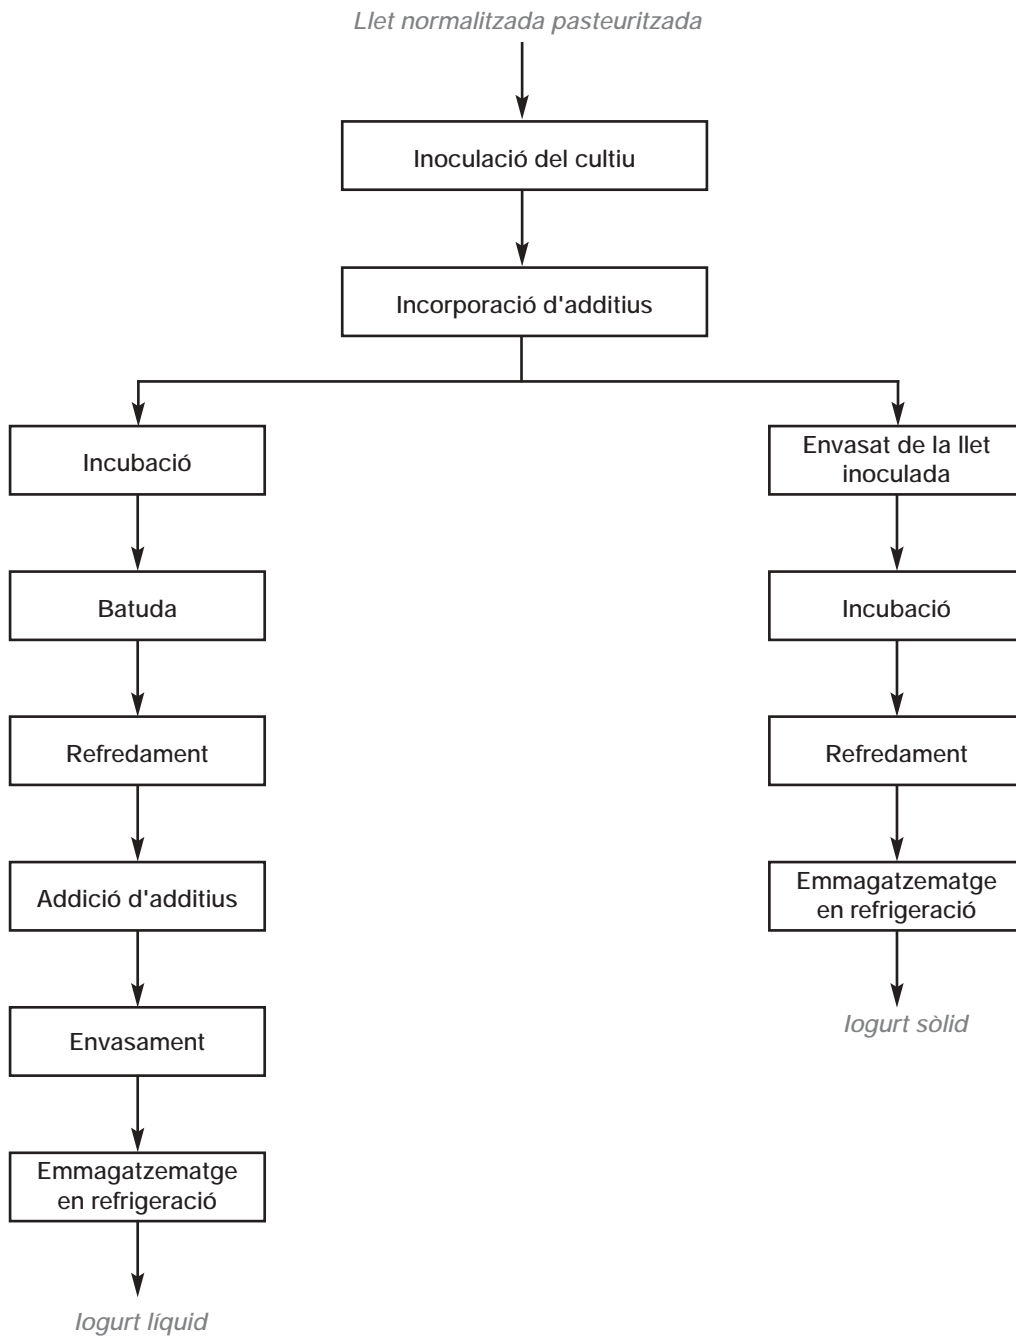 Llet normalitzada pasteuritzada
Inoculació del cultiu
Incorporació d'additius
Incubació
Batuda
Refredament
Addició d'additius
Envasament
Emmagatzematge
en refrigeració
Iogurt líquid
Envasat de la llet
inoculada
Incubació
Refredament
Emmagatzematge
en refrigeració
Iogurt sòlid